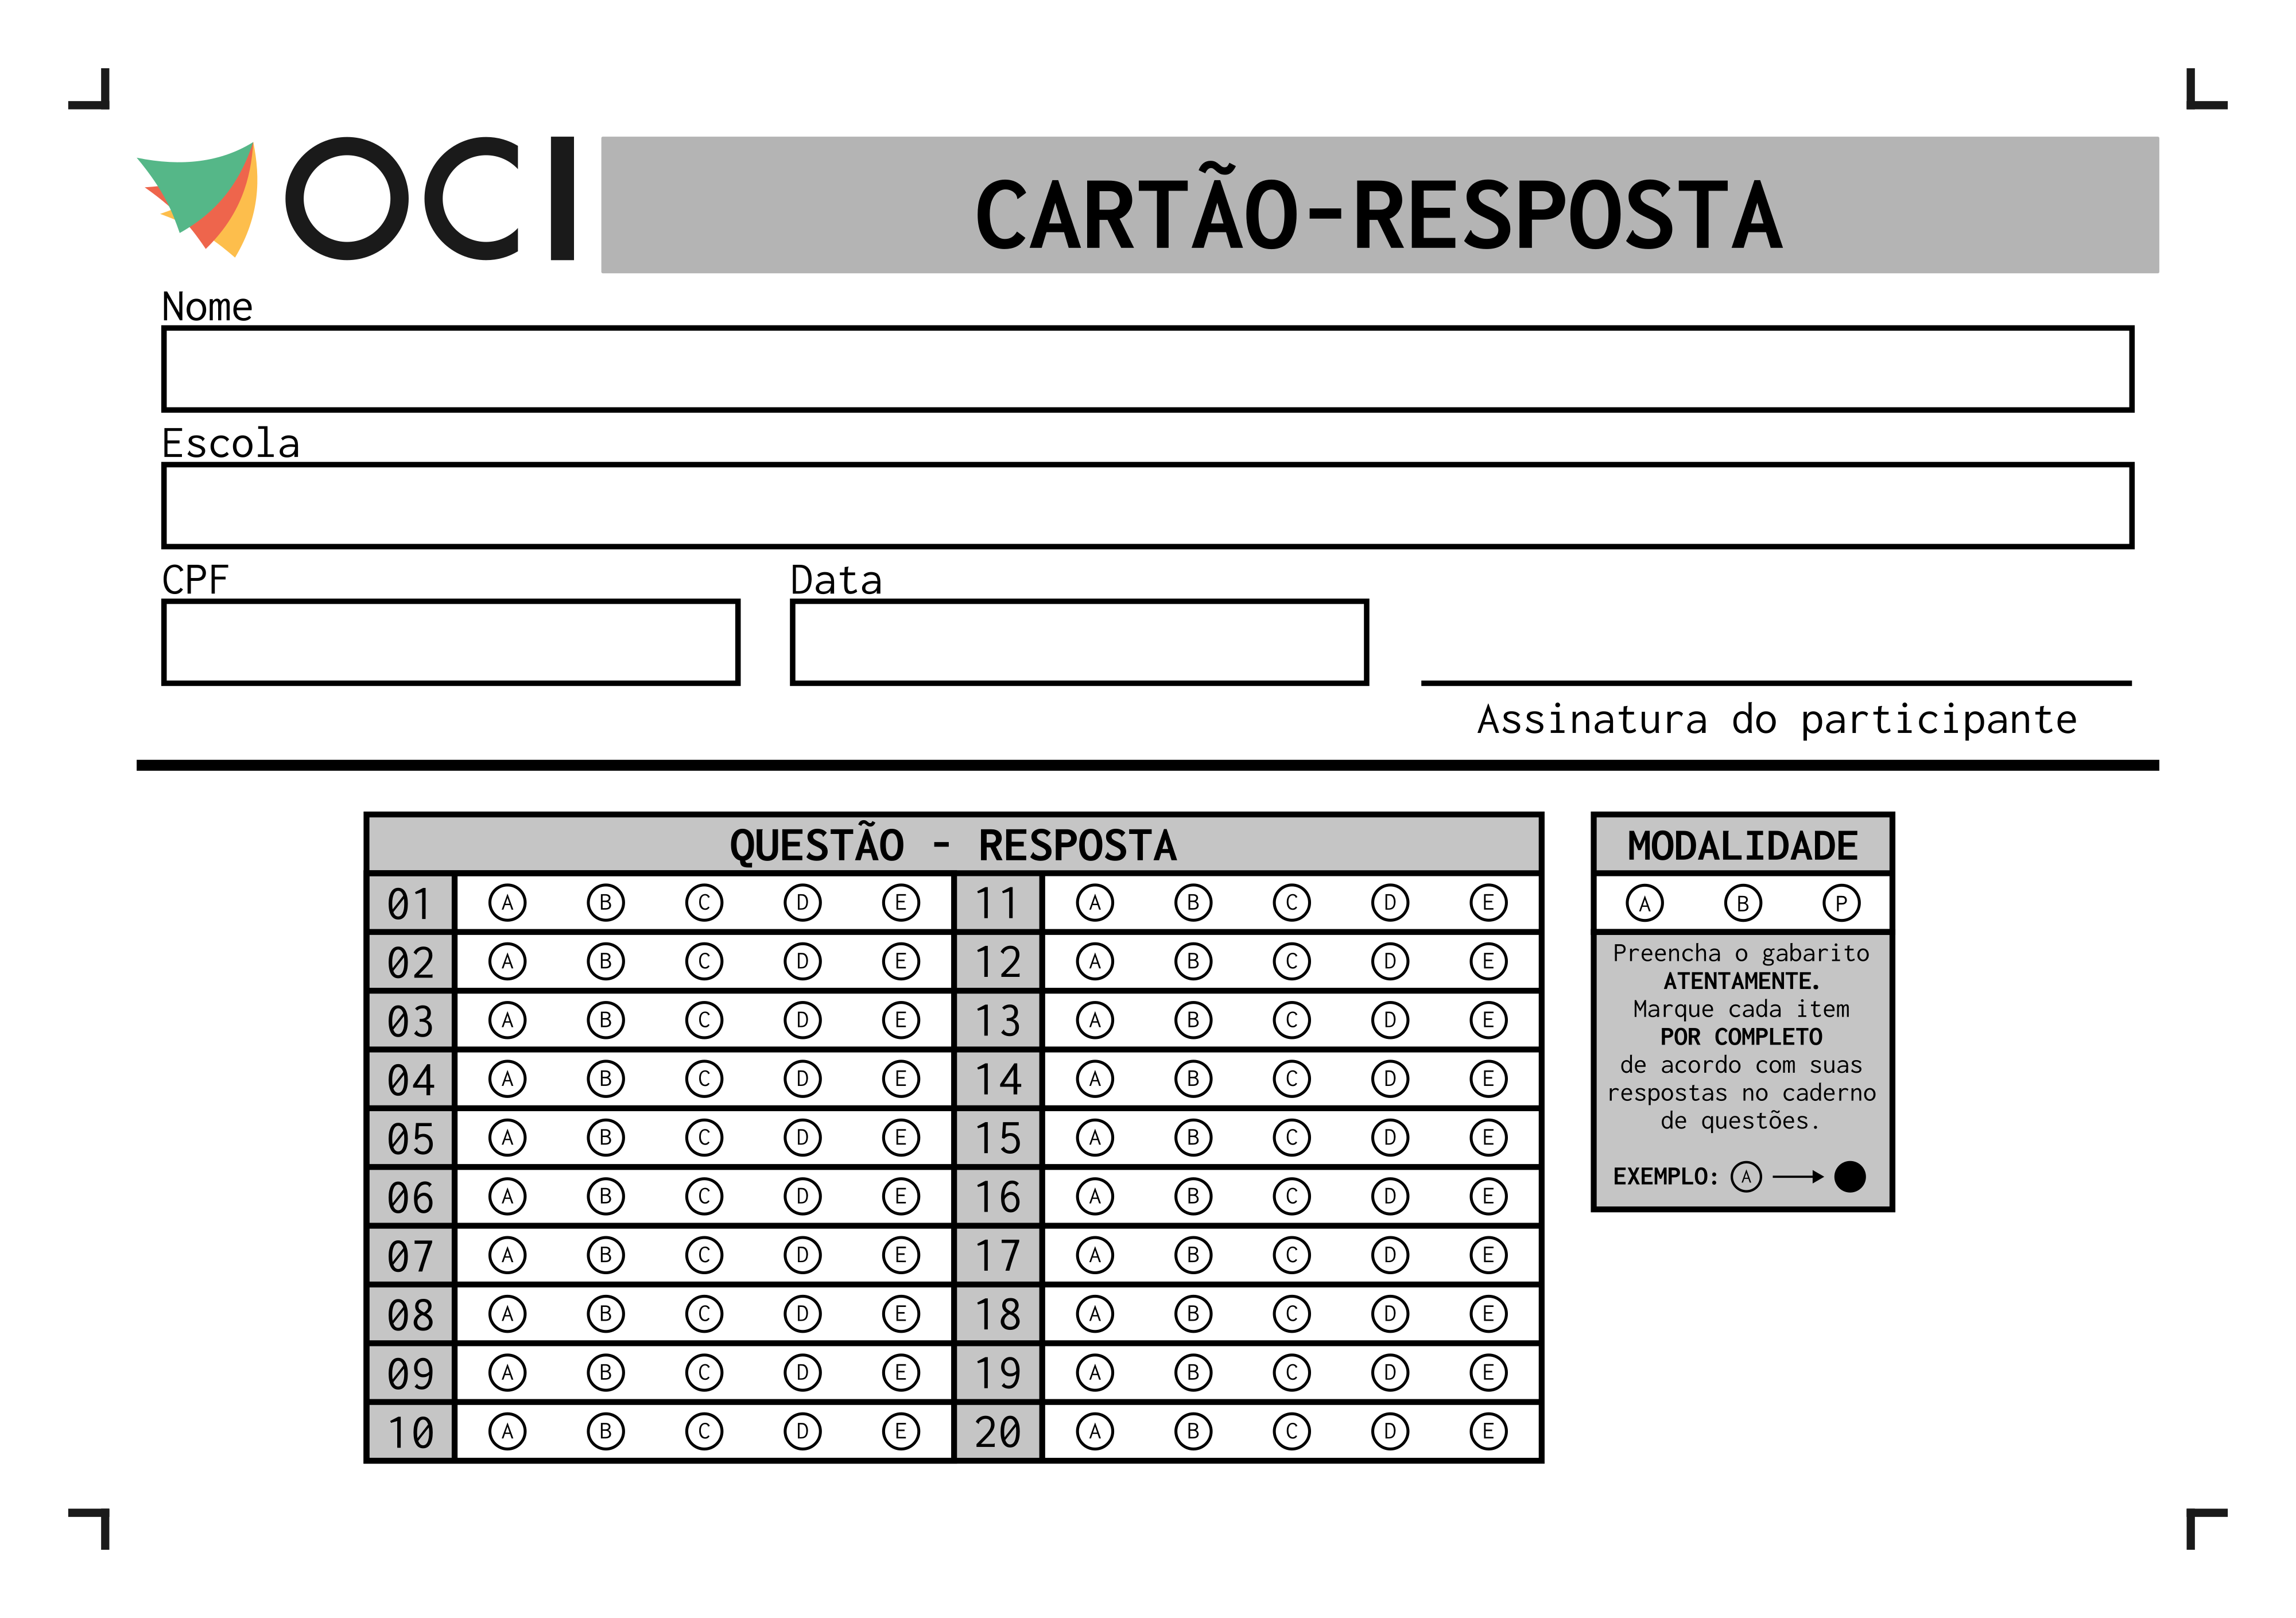 OCI
CARTÃO-RESPOSTA
Nome
Escola
CPF
Data
Assinatura do participante
QUESTÃO - RESPOSTA
01 A B C D E 11 A B C D E
02 A B C D E 12 A B C D E
03 A B C D E 13 A B C D E
04 A B C D E 14 A B C D E
05 A B C D E 15 A B C D E
06 A B C D E 16 A B C D E
07 A B C D E 17 A B C D E
08 A B C D E 18 A B C D E
09 A B C D E 19 A B C D E
10 A B C D E 20 A B C D E
MODALIDADE
A B P
Preencha o gabarito
ATENTAMENTE.
Marque cada item
POR COMPLETO
de acordo com suas
respostas no caderno
de questões.
EXEMPLO: A